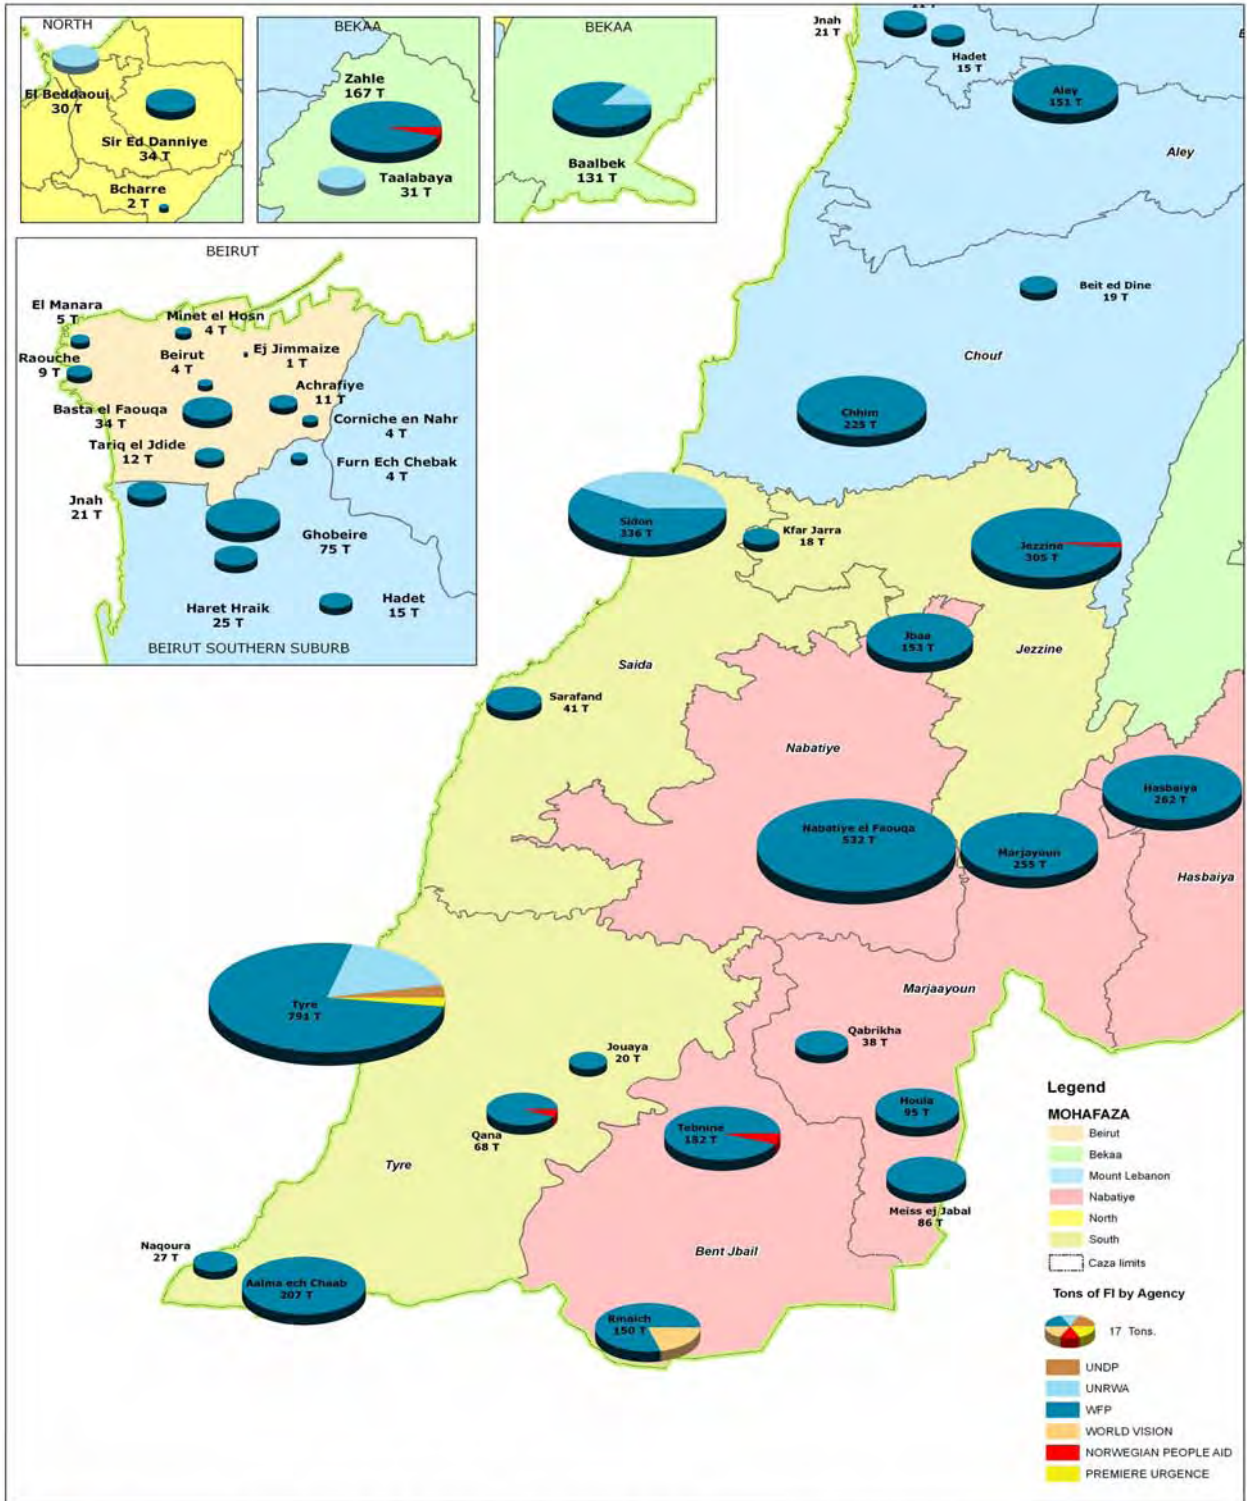 NORTH
El Beddaoui
30 T
Sir Ed Danniye
34 T
Bcharre
2 T
BEKAA
Zahle
167 T
Taalabaya
31 T
BEKAA
Baalbek
131 T
Jnah
21 T
Hadet
15 T
Aley
151 T
Aley
Beit ed Dine
19 T
Chouf
Chhim
225 T
BEIRUT
El Manara
5 T
Minet el Hosn
4 T
Ej Jimmaize
1 T
Raouche
9 T
Beirut
4 T
Achrafiye
11 T
Basta el Faouqa
34 T
Corniche en Nahr
4 T
Tariq el Jdide
12 T
Furn Ech Chebak
4 T
Jnah
21 T
Ghobeire
75 T
Haret Hraik
25 T
Hadet
15 T
BEIRUT SOUTHERN SUBURB
Sidon
336 T
Kfar Jarra
18 T
Jezzine
305 T
Jbaa
153 T
Jezzine
Saida
Sarafand
41 T
Nabatiye
Hasbaiya
262 T
Nabatiye el Faouqa
532 T
Marjayoun
255 T
Hasbaiya
Tyre
791 T
Marjaayoun
Qabrikha
38 T
Jouaya
20 T
Houla
95 T
Qana
68 T
Tebnine
182 T
Tyre
Meiss ej Jabal
86 T
Naqoura
27 T
Bent Jbail
Aalma ech Chaab
207 T
Rmaich
150 T
Legend
MOHAFAZA
Beirut
Bekaa
Mount Lebanon
Nabatiye
North
South
Caza limits
Tons of FI by Agency
17 Tons.
UNDP
UNRWA
WFP
WORLD VISION
NORWEGIAN PEOPLE AID
PREMIERE URGENCE